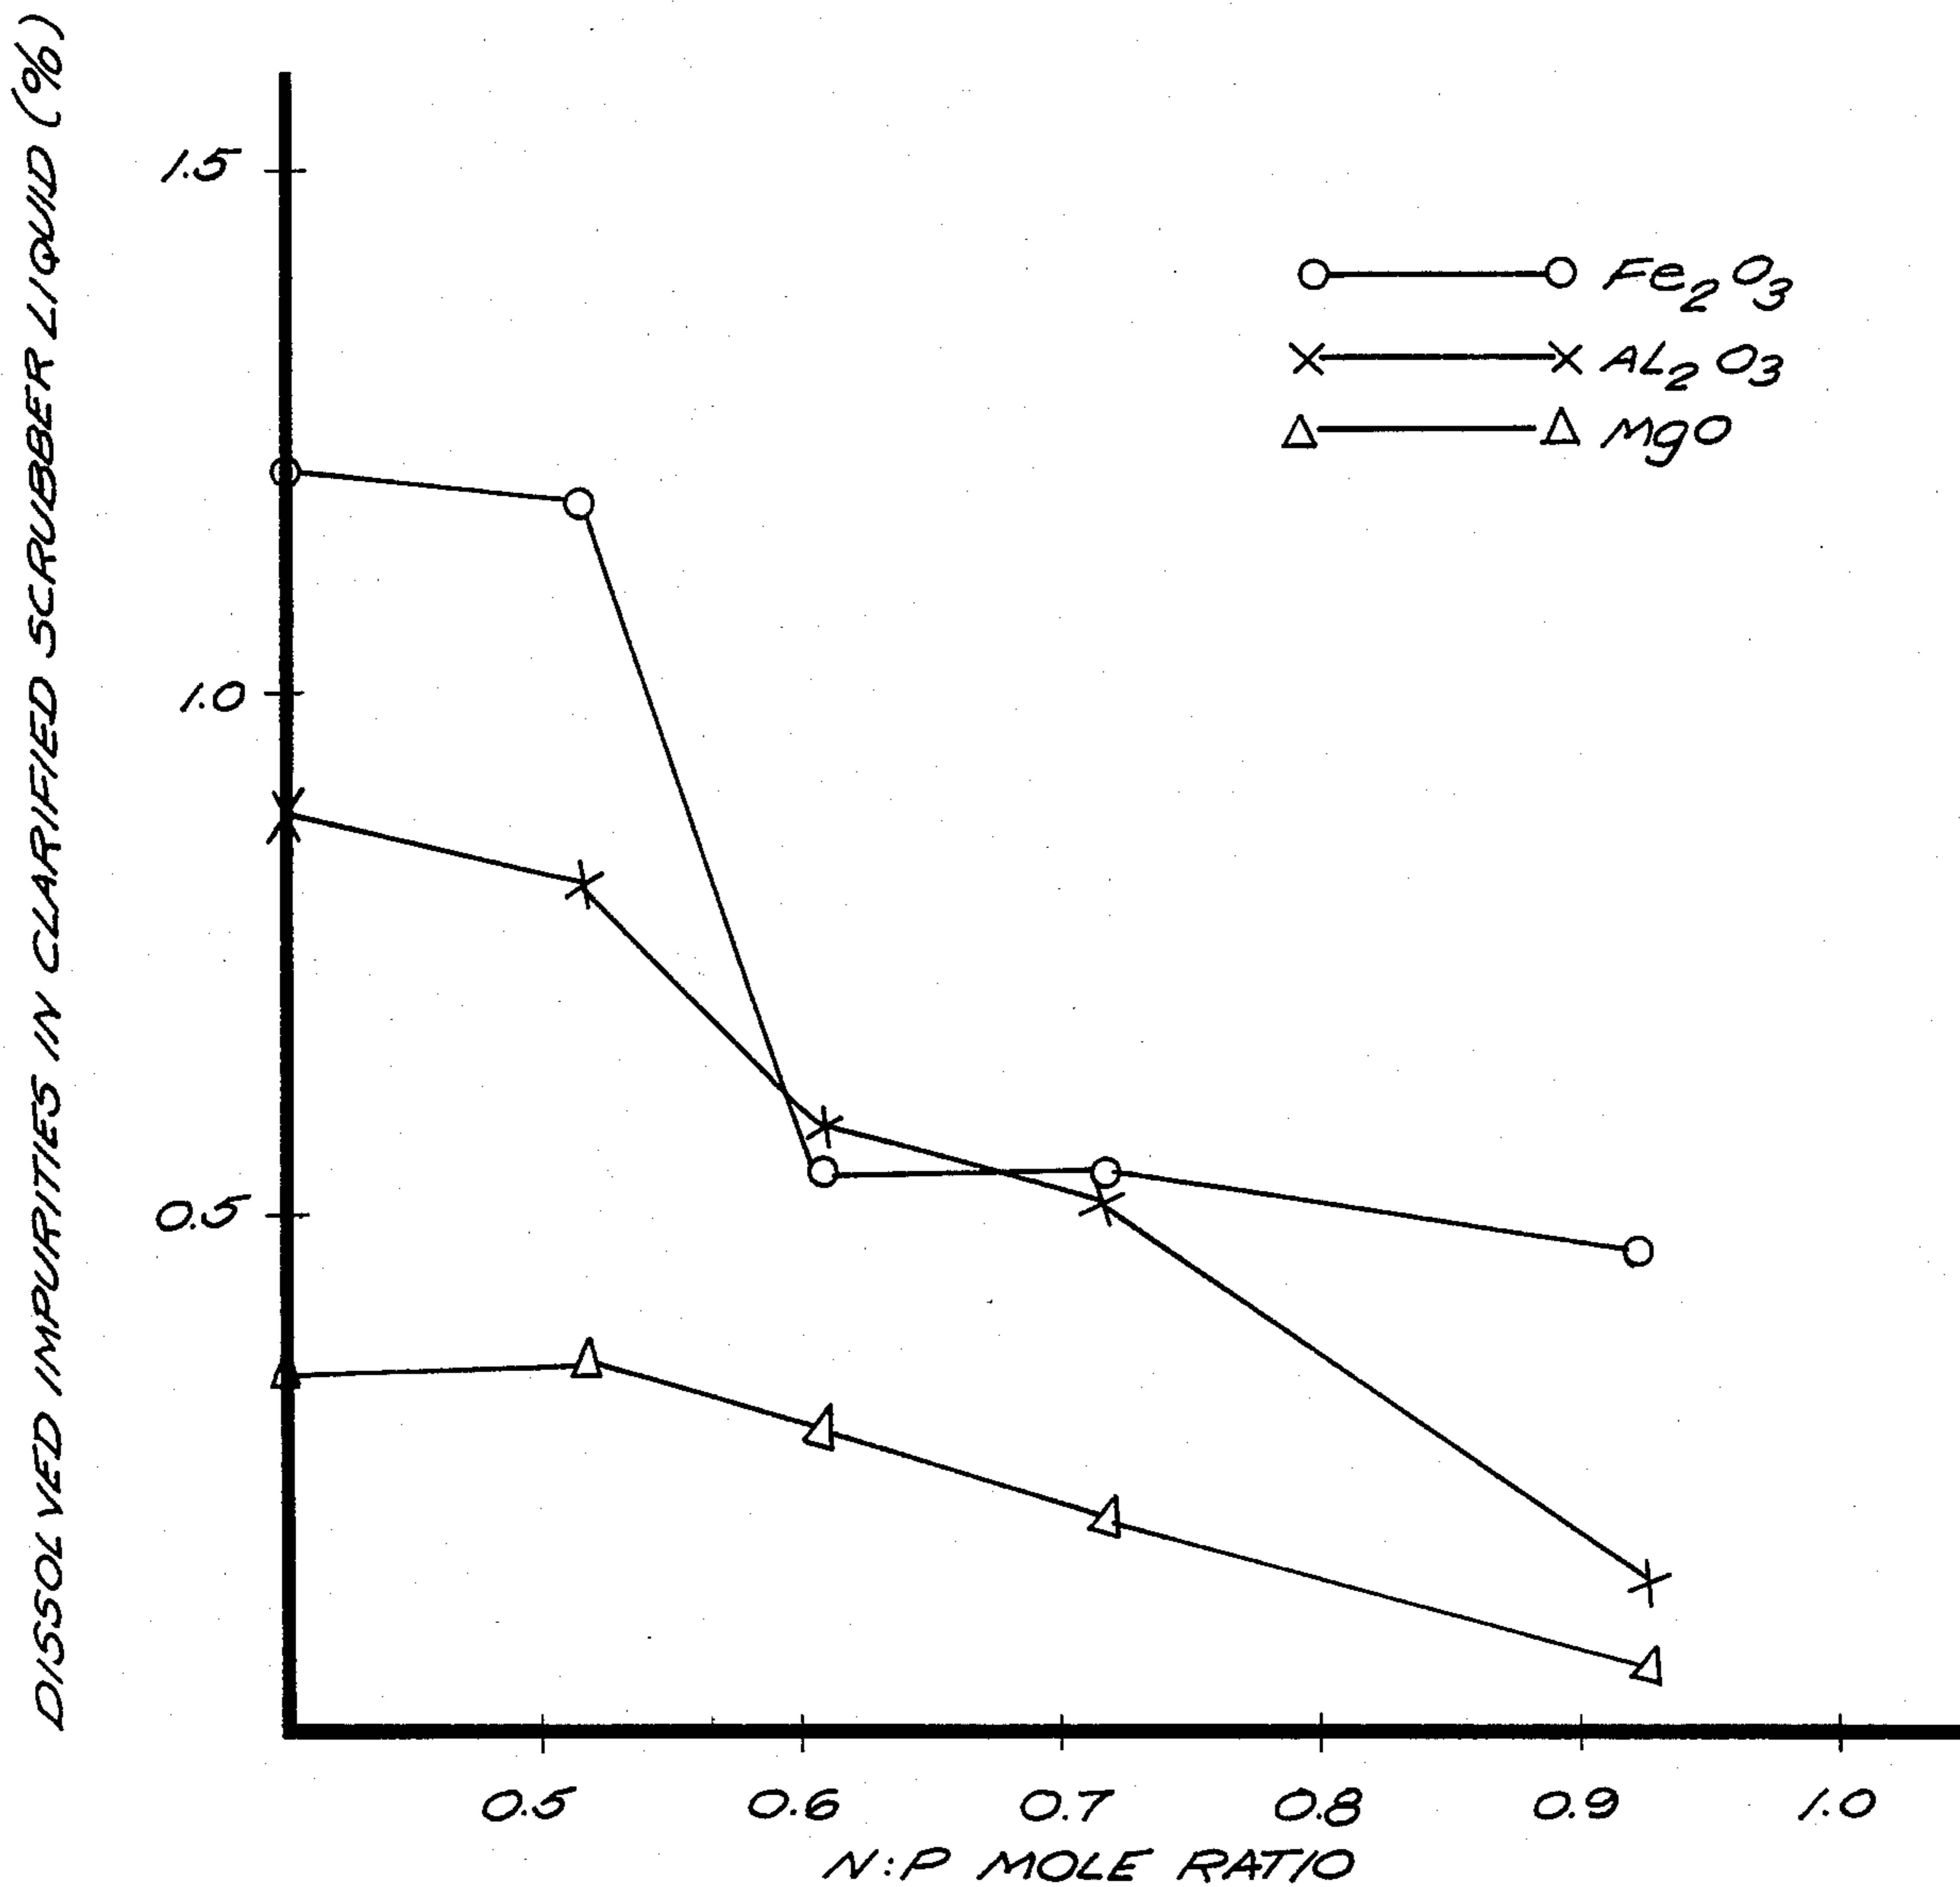 DISSOLVED IMPURITIES IN CLARIFIED SCRUBBER LIQUID (%)
1.5
1.0
0.5
Fe₂O₃
AL₂O₃
MgO
0.5 0.6 0.7 0.8 0.9 1.0
N:P MOLE RATIO